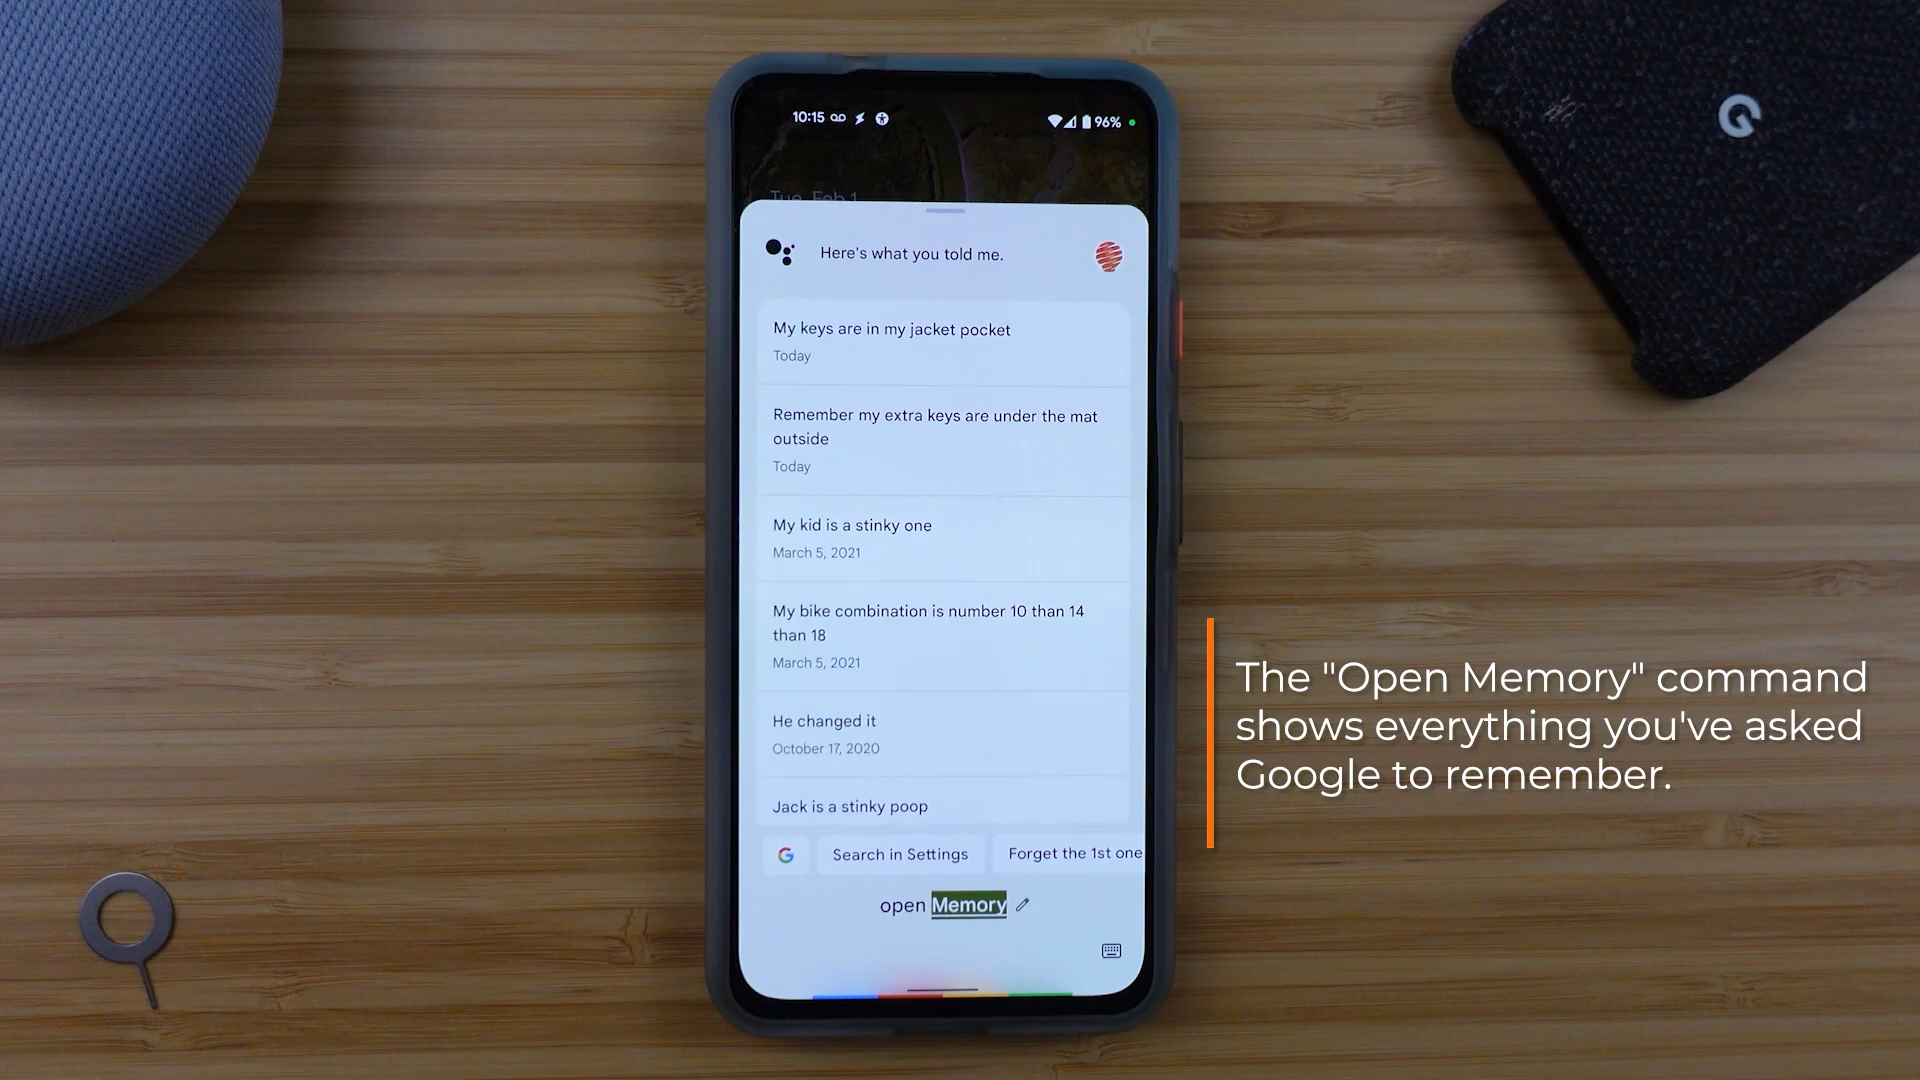 10:15
96%
Tue, Feb 1
Here's what you told me.
My keys are in my jacket pocket
Today
Remember my extra keys are under the mat
outside
Today
My kid is a stinky one
March 5, 2021
My bike combination is number 10 than 14
than 18
March 5, 2021
He changed it
October 17, 2020
Jack is a stinky poop
G
Search in Settings
Forget the 1st one
open Memory
The "Open Memory" command
shows everything you've asked
Google to remember.
G